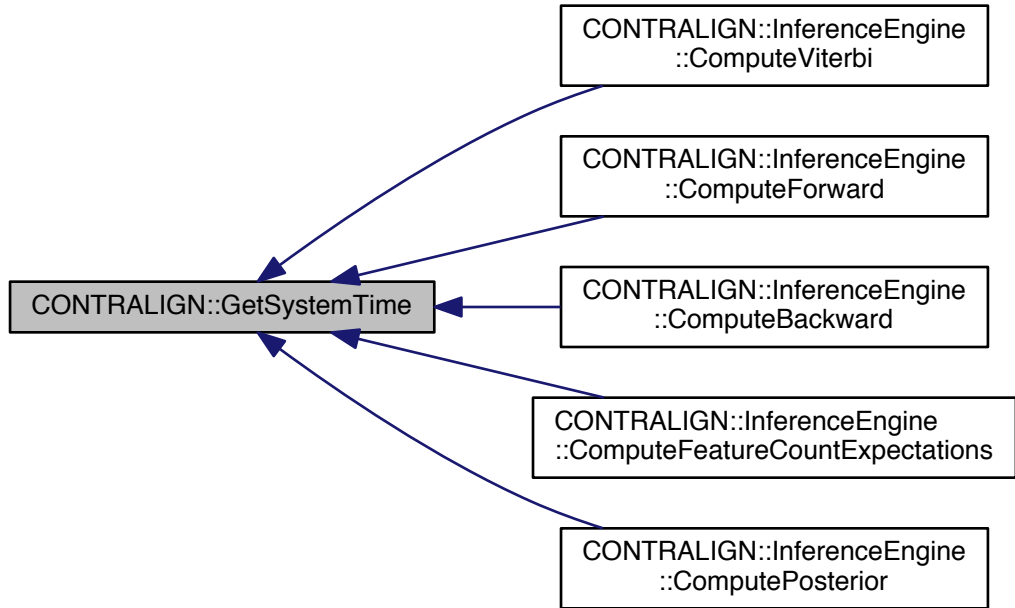 CONTRALIGN::InferenceEngine
::ComputeViterbi
CONTRALIGN::InferenceEngine
::ComputeForward
CONTRALIGN::GetSystemTime
CONTRALIGN::InferenceEngine
::ComputeBackward
CONTRALIGN::InferenceEngine
::ComputeFeatureCountExpectations
CONTRALIGN::InferenceEngine
::ComputePosterior